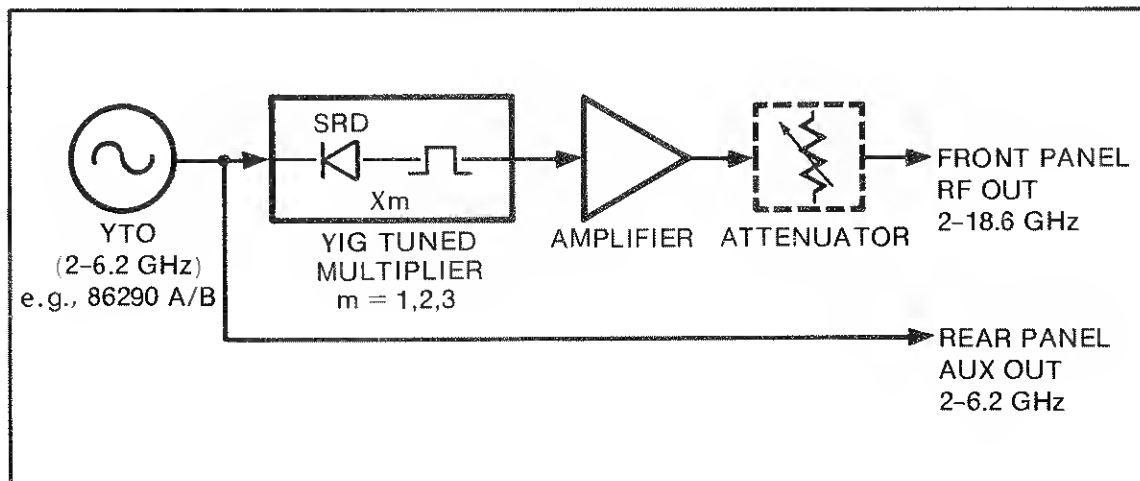 SRD
Xm
YTO
(2–6.2 GHz)
e.g., 86290 A/B
YIG TUNED
MULTIPLIER
m = 1,2,3
AMPLIFIER
ATTENUATOR
FRONT PANEL
RF OUT
2–18.6 GHz
REAR PANEL
AUX OUT
2–6.2 GHz